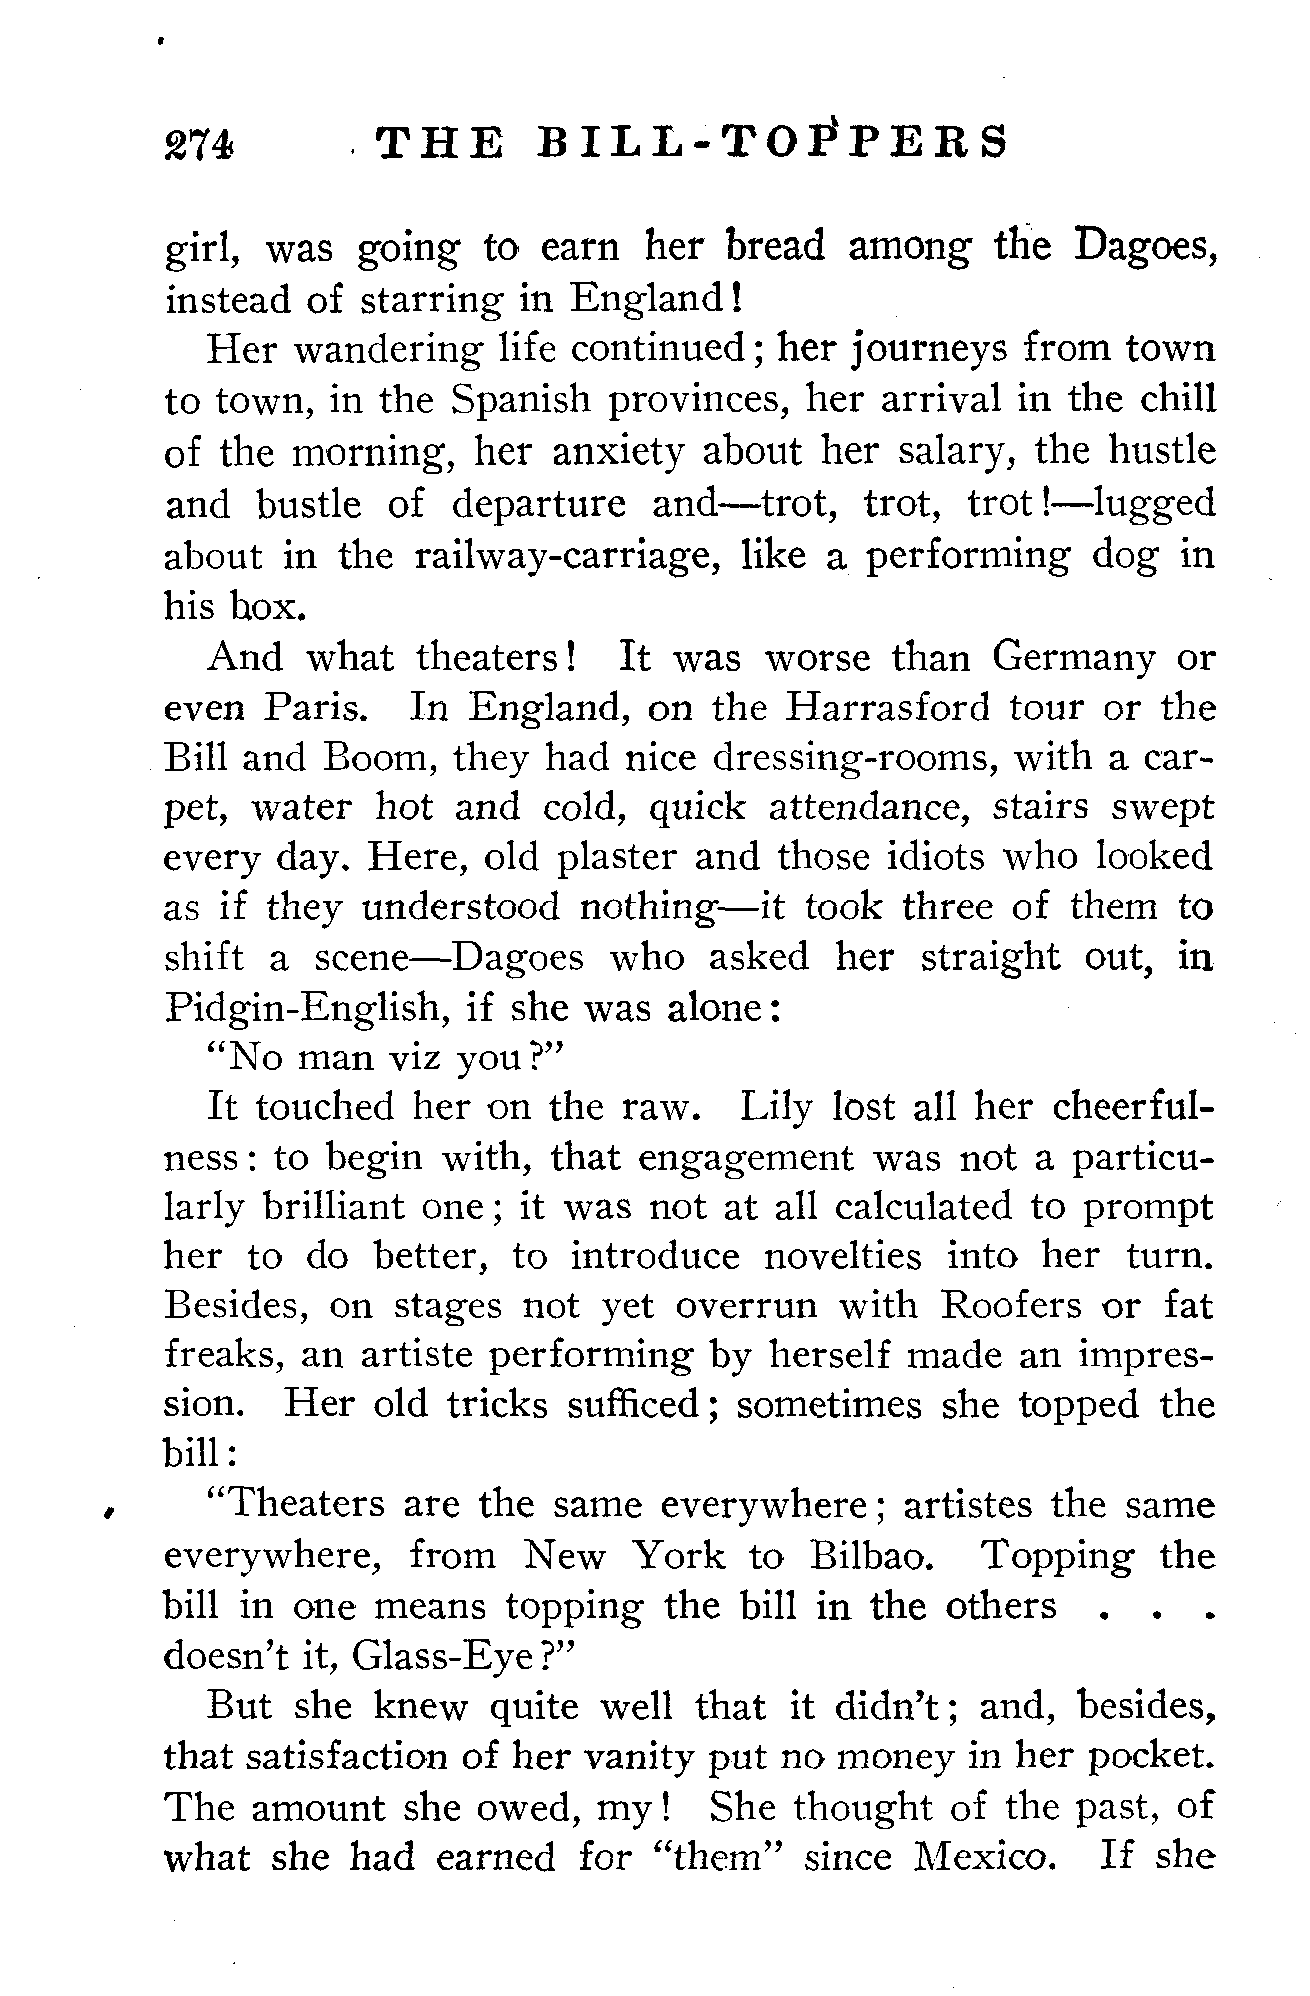 274 THE BILL-TOPPERS
girl, was going to earn her bread among the Dagoes,
instead of starring in England!
Her wandering life continued; her journeys from town
to town, in the Spanish provinces, her arrival in the chill
of the morning, her anxiety about her salary, the hustle
and bustle of departure and—trot, trot, trot!—lugged
about in the railway-carriage, like a performing dog in
his box.
And what theaters! It was worse than Germany or
even Paris. In England, on the Harrasford tour or the
Bill and Boom, they had nice dressing-rooms, with a car-
pet, water hot and cold, quick attendance, stairs swept
every day. Here, old plaster and those idiots who looked
as if they understood nothing—it took three of them to
shift a scene—Dagoes who asked her straight out, in
Pidgin-English, if she was alone:
"No man viz you?"
It touched her on the raw. Lily lost all her cheerful-
ness: to begin with, that engagement was not a particu-
larly brilliant one; it was not at all calculated to prompt
her to do better, to introduce novelties into her turn.
Besides, on stages not yet overrun with Roofers or fat
freaks, an artiste performing by herself made an impres-
sion. Her old tricks sufficed; sometimes she topped the
bill:
"Theaters are the same everywhere; artistes the same
everywhere, from New York to Bilbao. Topping the
bill in one means topping the bill in the others . . .
doesn't it, Glass-Eye?"
But she knew quite well that it didn't; and, besides,
that satisfaction of her vanity put no money in her pocket.
The amount she owed, my! She thought of the past, of
what she had earned for "them" since Mexico. If she